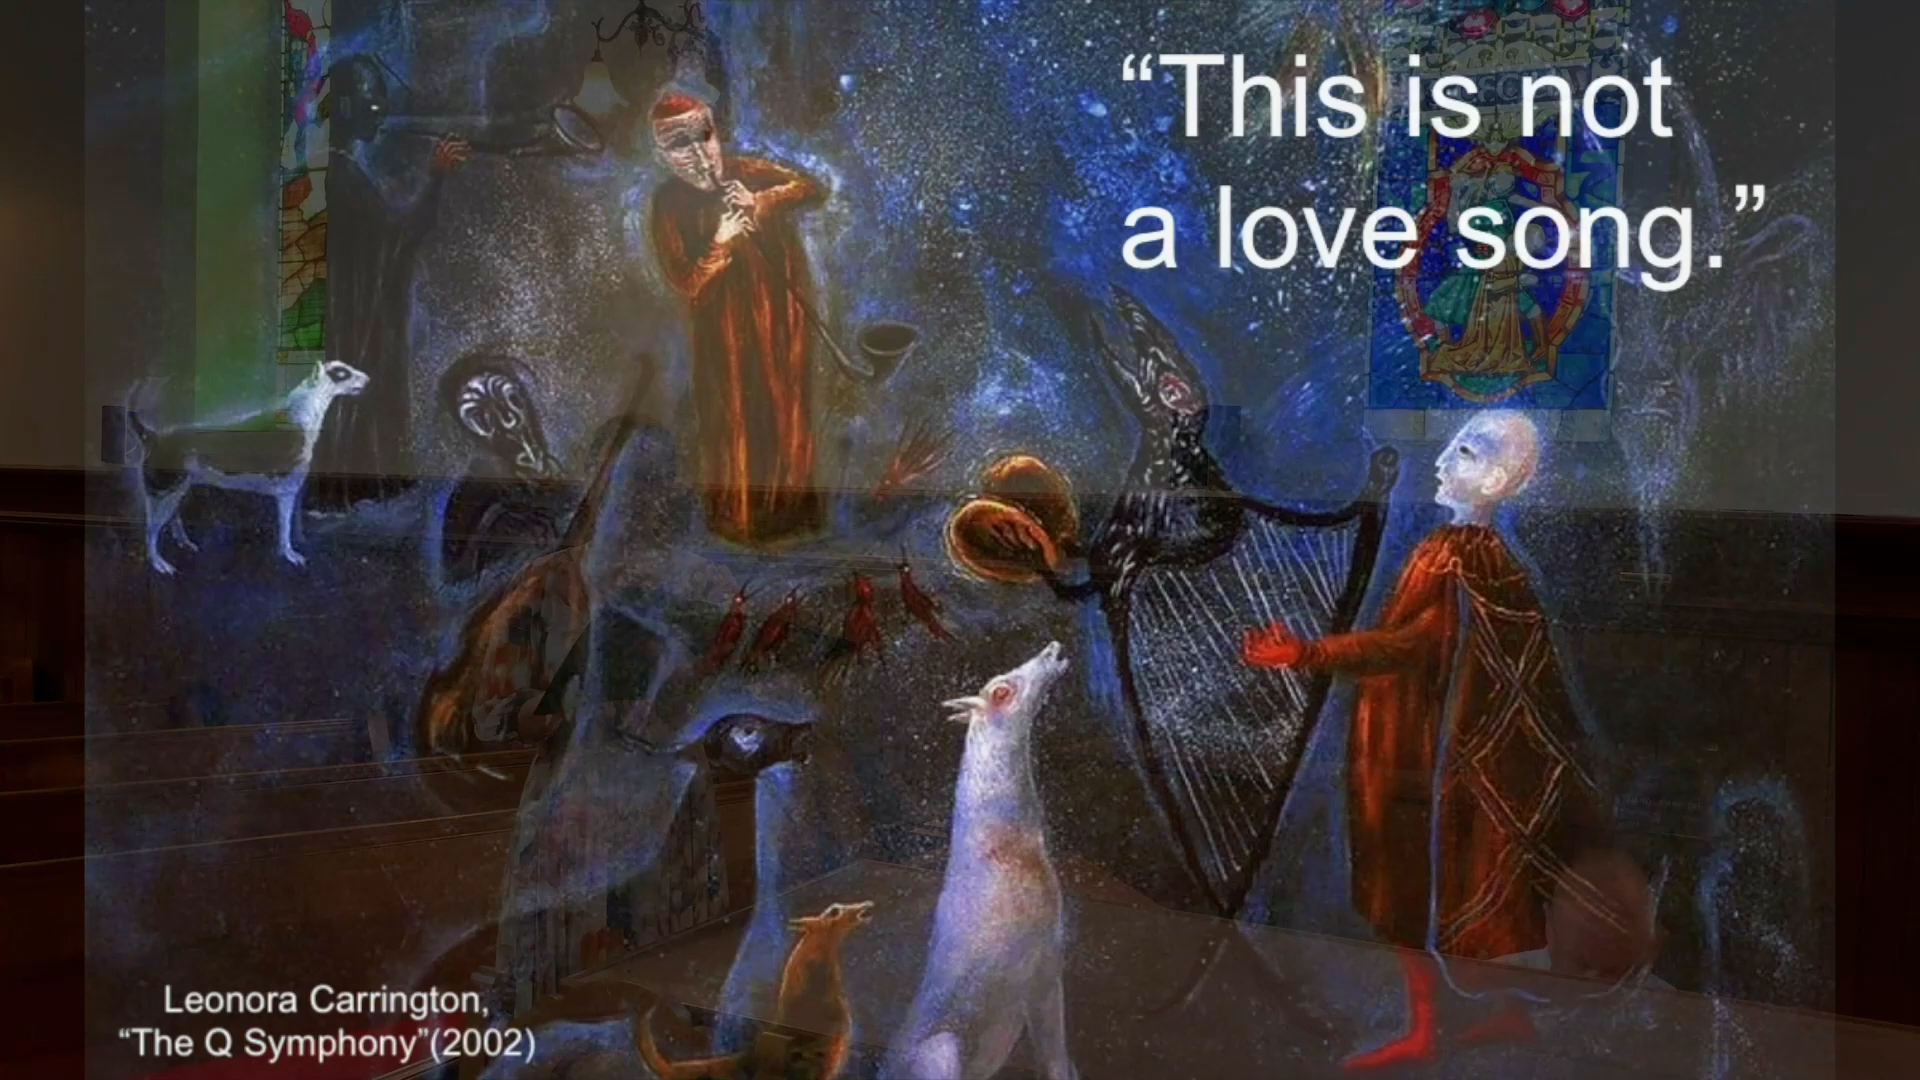 “This is not
a love song.”
Leonora Carrington,
“The Q Symphony”(2002)